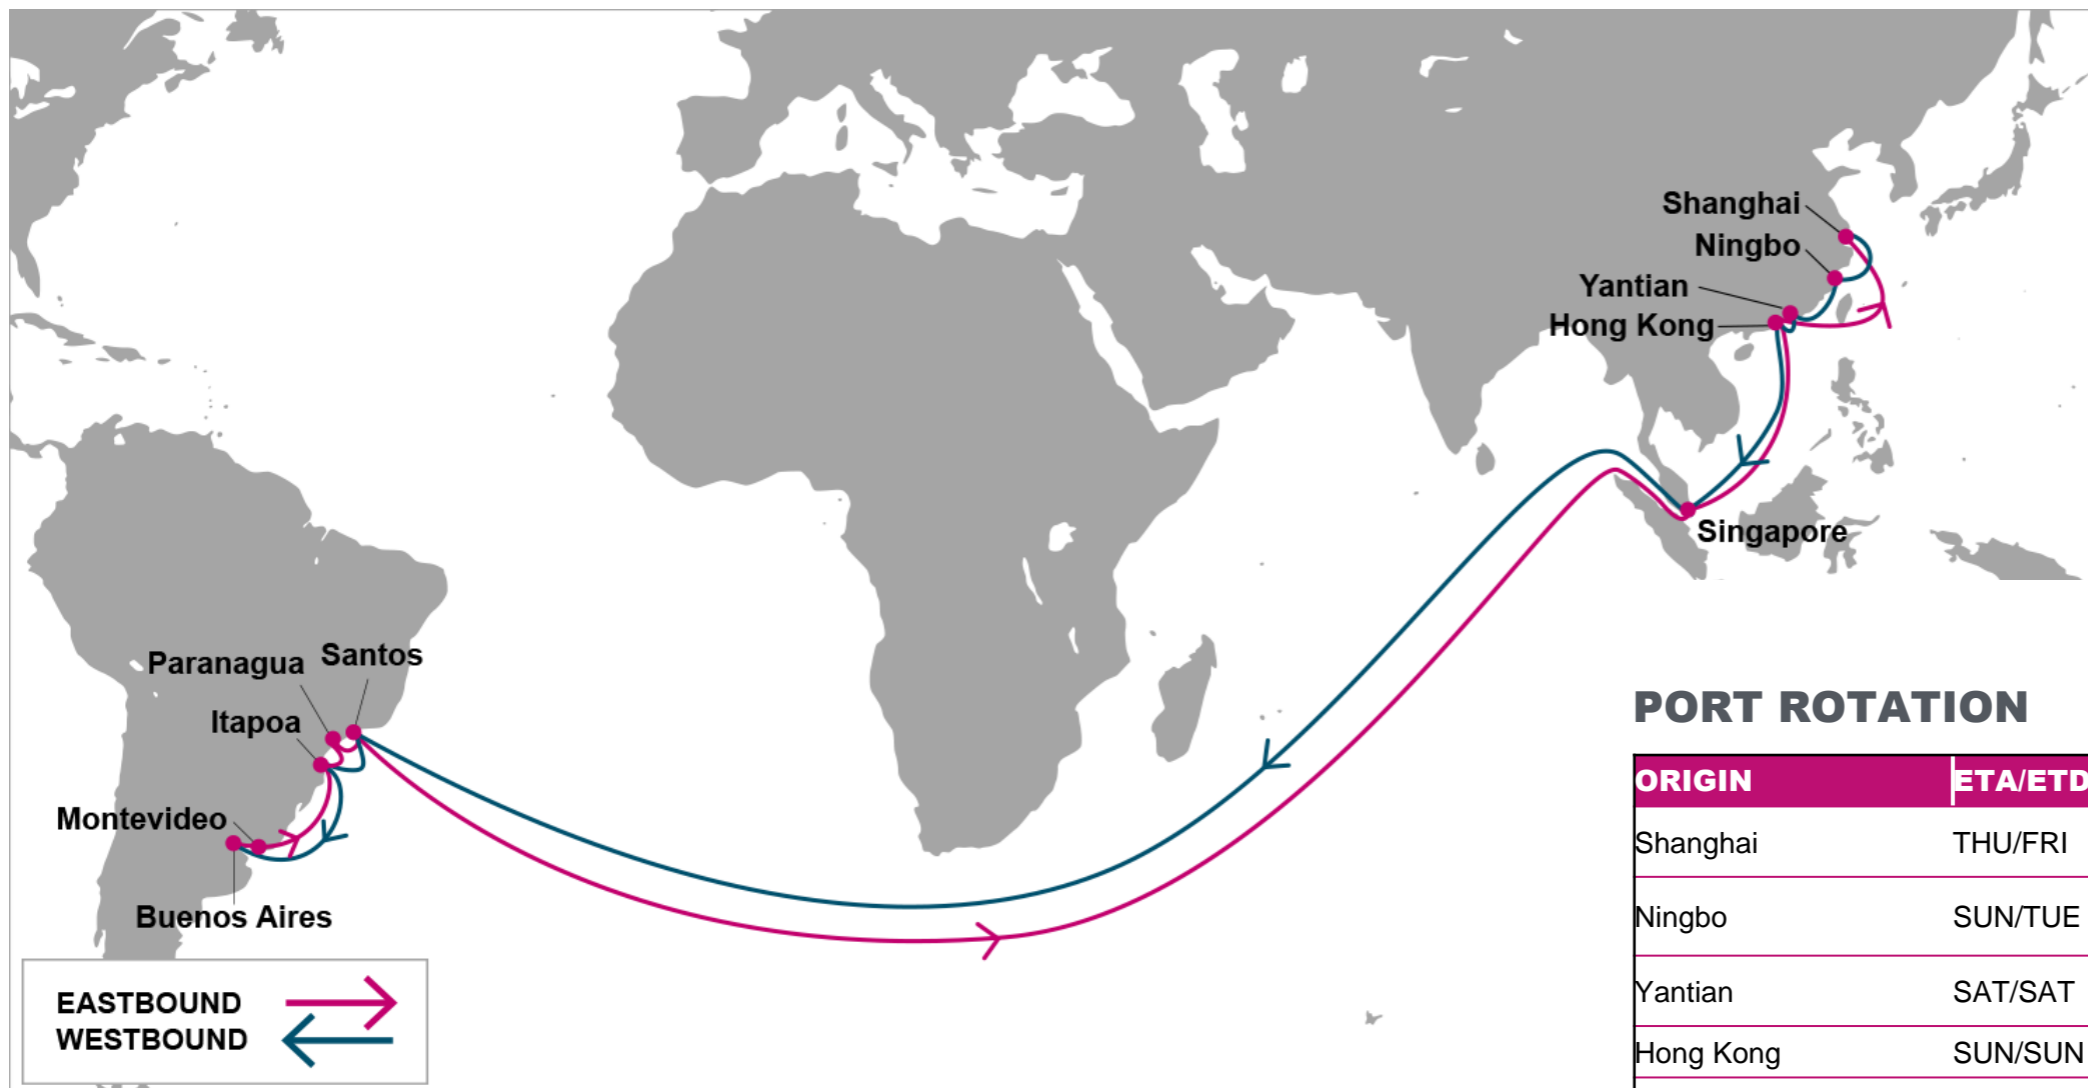 Shanghai
Ningbo
Yantian
Hong Kong
Singapore
Paranagua
Santos
Itapoa
Montevideo
Buenos Aires
EASTBOUND
WESTBOUND
PORT ROTATION
ORIGIN ETA/ETD
Shanghai THU/FRI
Ningbo SUN/TUE
Yantian SAT/SAT
Hong Kong SUN/SUN